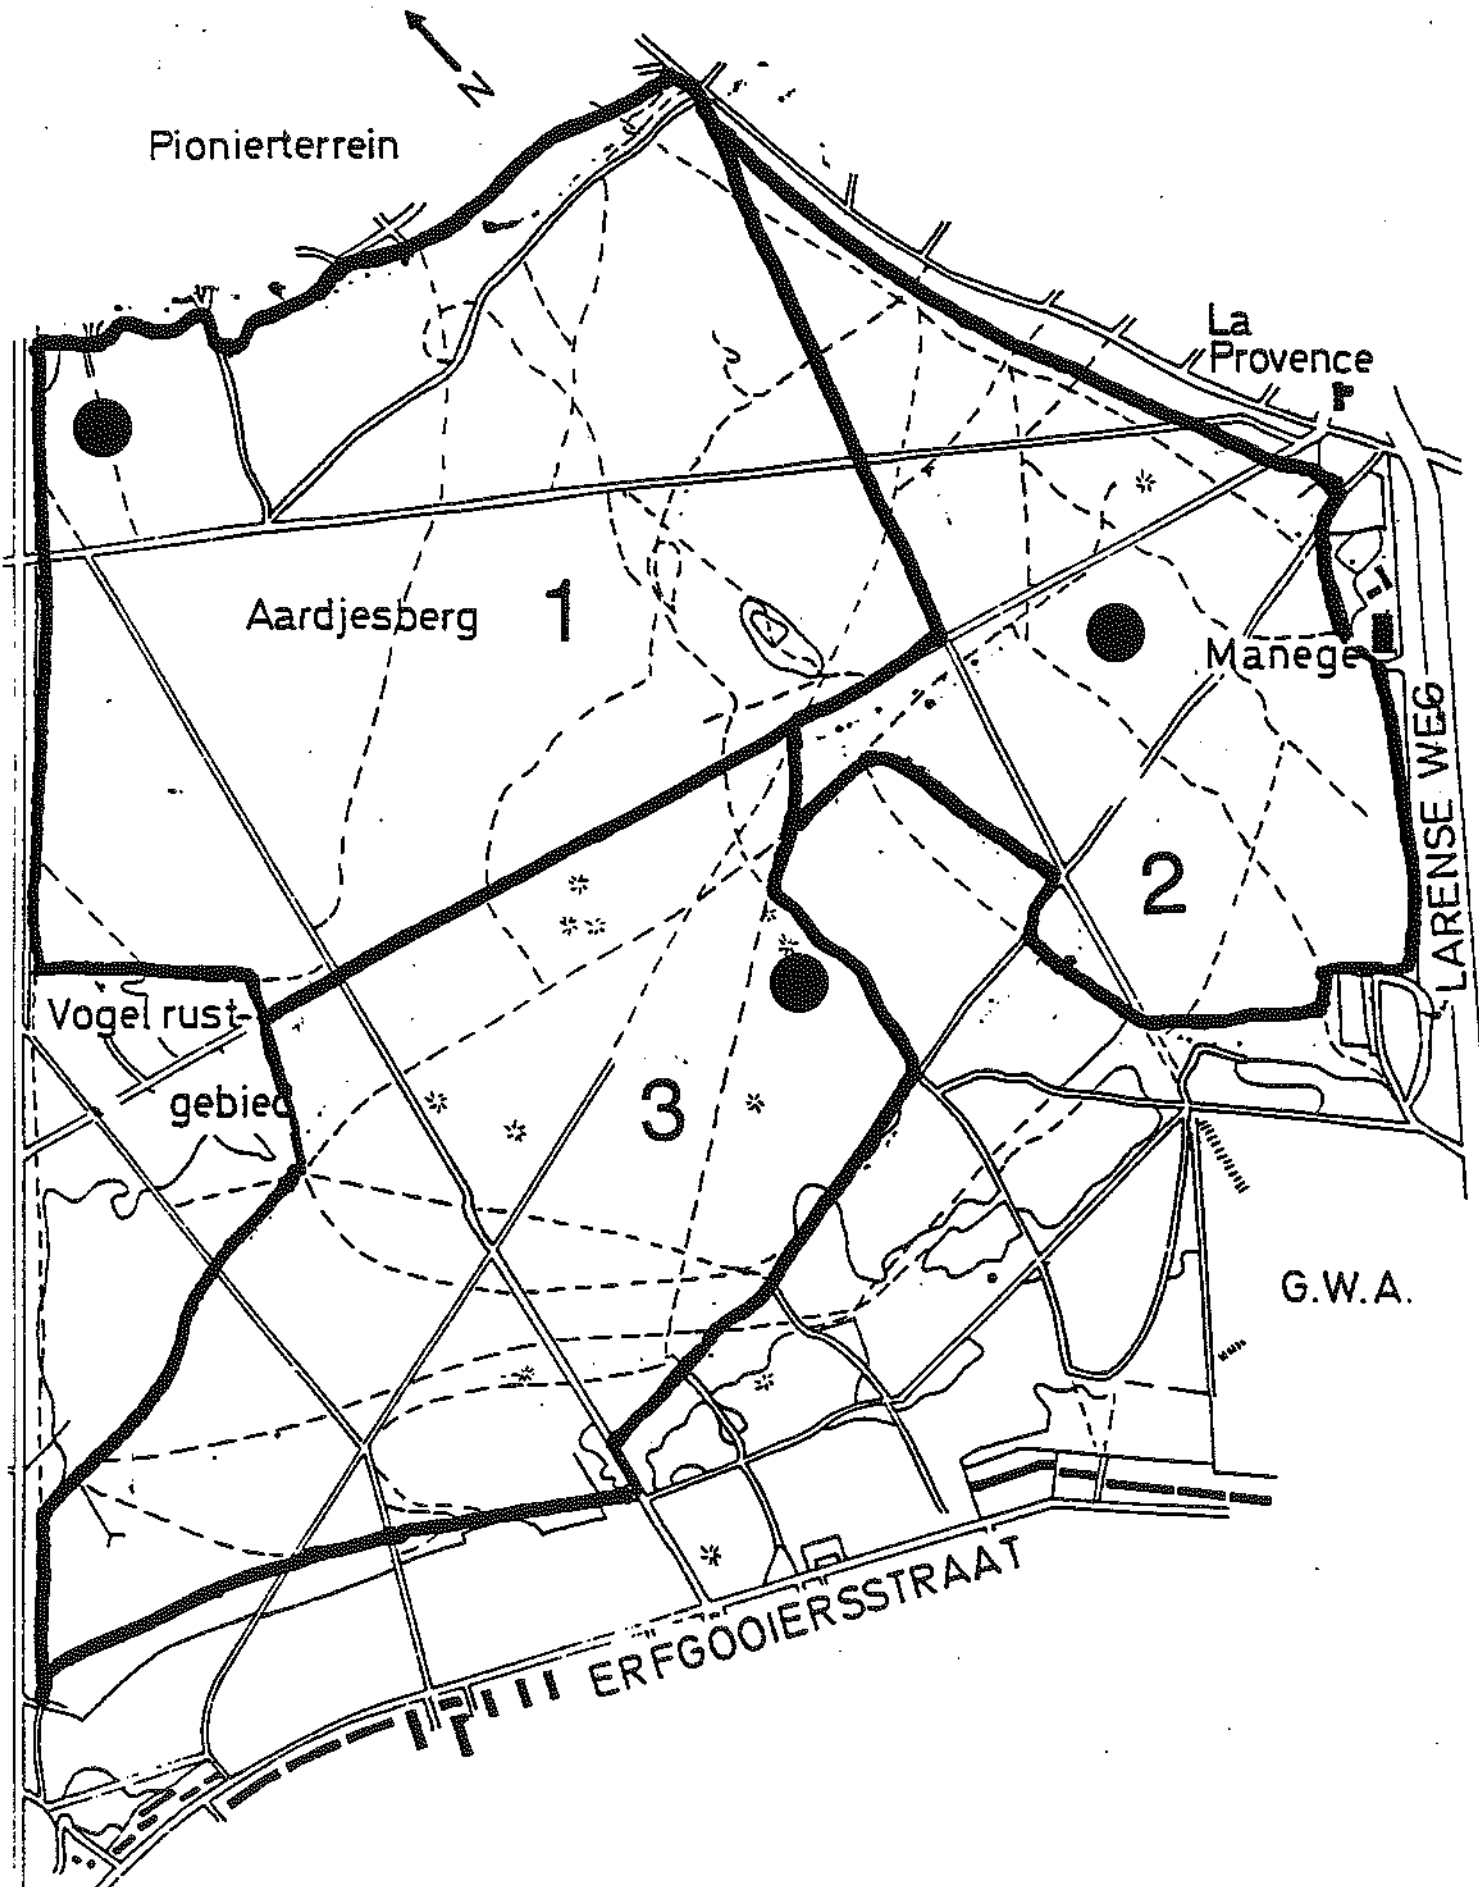 N
Pionierterrein
La
Provence
Aardjesberg
1
Manege
LARENSE WEG
2
Vogel rust-
gebied
3
G.W.A.
ERFGOOIERSSTRAAT